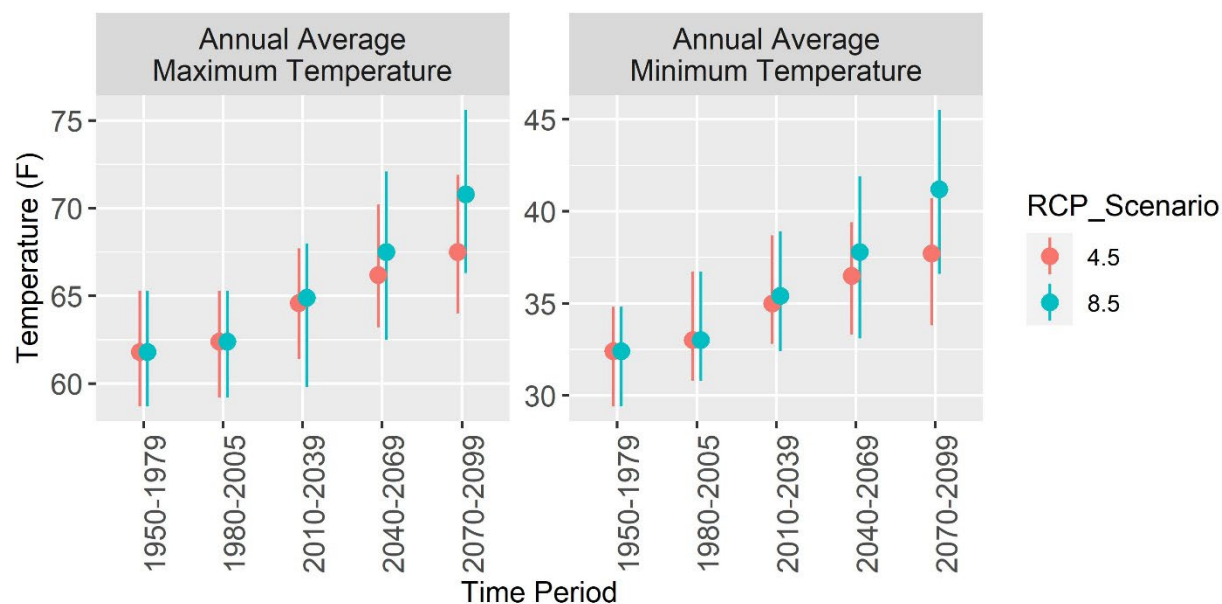 Annual Average
Maximum Temperature
Annual Average
Minimum Temperature
Temperature (F)
75
70
65
60
45
40
35
30
1950-1979
1980-2005
2010-2039
2040-2069
2070-2099
1950-1979
1980-2005
2010-2039
2040-2069
2070-2099
Time Period
RCP_Scenario
4.5
8.5